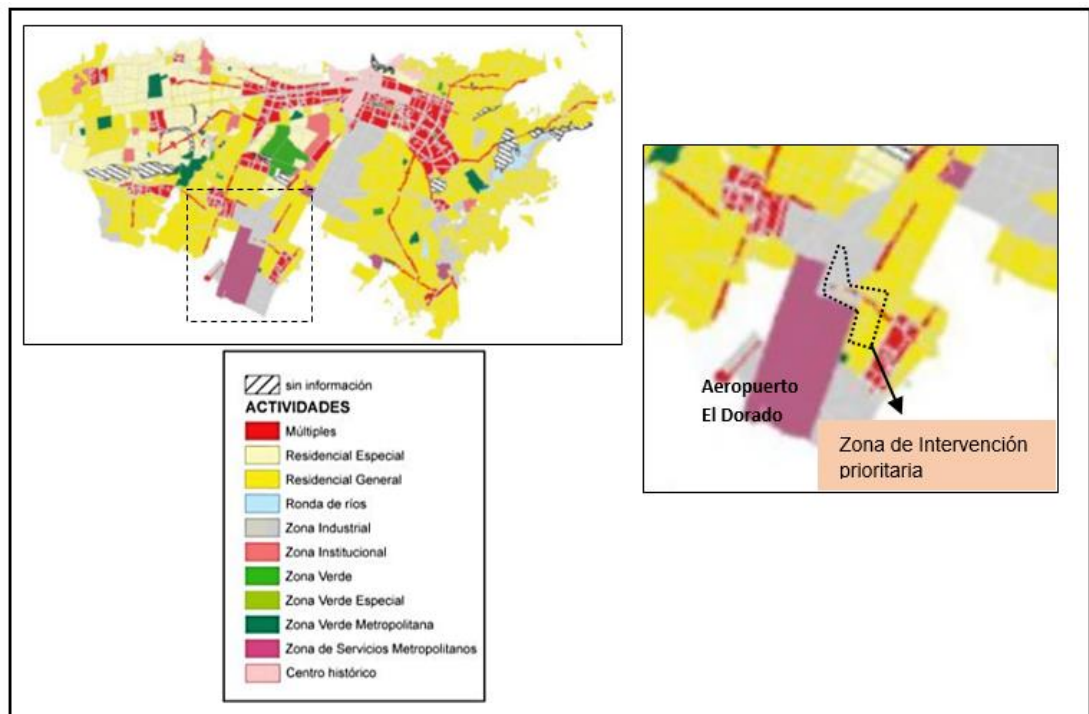 sin información
ACTIVIDADES
Múltiples
Residencial Especial
Residencial General
Ronda de ríos
Zona Industrial
Zona Institucional
Zona Verde
Zona Verde Especial
Zona Verde Metropolitana
Zona de Servicios Metropolitanos
Centro histórico
Aeropuerto
El Dorado
Zona de Intervención
prioritaria